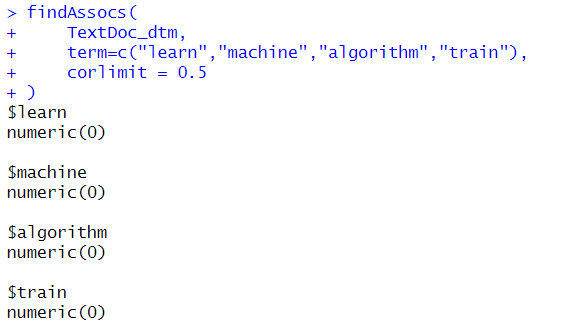 > findAssocs(
+     TextDoc_dtm,
+     term=c("learn","machine","algorithm","train"),
+     corlimit = 0.5
+ )
$learn
numeric(0)

$machine
numeric(0)

$algorithm
numeric(0)

$train
numeric(0)